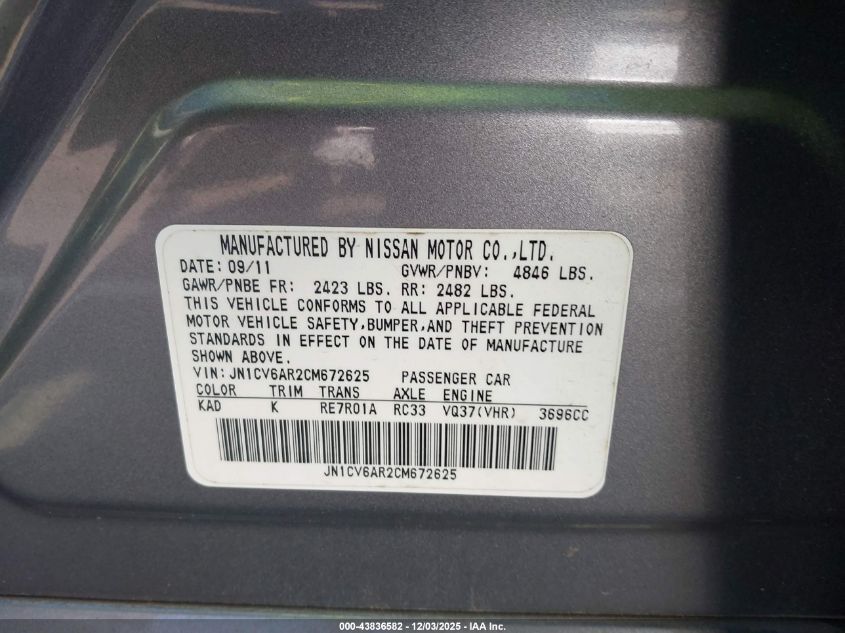 MANUFACTURED BY NISSAN MOTOR CO.,LTD.
DATE: 09/11 GVWR/PNBV: 4846 LBS.
GAWR/PNBE FR: 2423 LBS. RR: 2482 LBS.
THIS VEHICLE CONFORMS TO ALL APPLICABLE FEDERAL
MOTOR VEHICLE SAFETY,BUMPER,AND THEFT PREVENTION
STANDARDS IN EFFECT ON THE DATE OF MANUFACTURE
SHOWN ABOVE.
VIN:JN1CV6AR2CM672625 PASSENGER CAR
COLOR TRIM TRANS AXLE ENGINE
KAD K RE7R01A RC33 VQ37(VHR) 3696CC
JN1CV6AR2CM672625
000-43836582 - 12/03/2025 - IAA Inc.